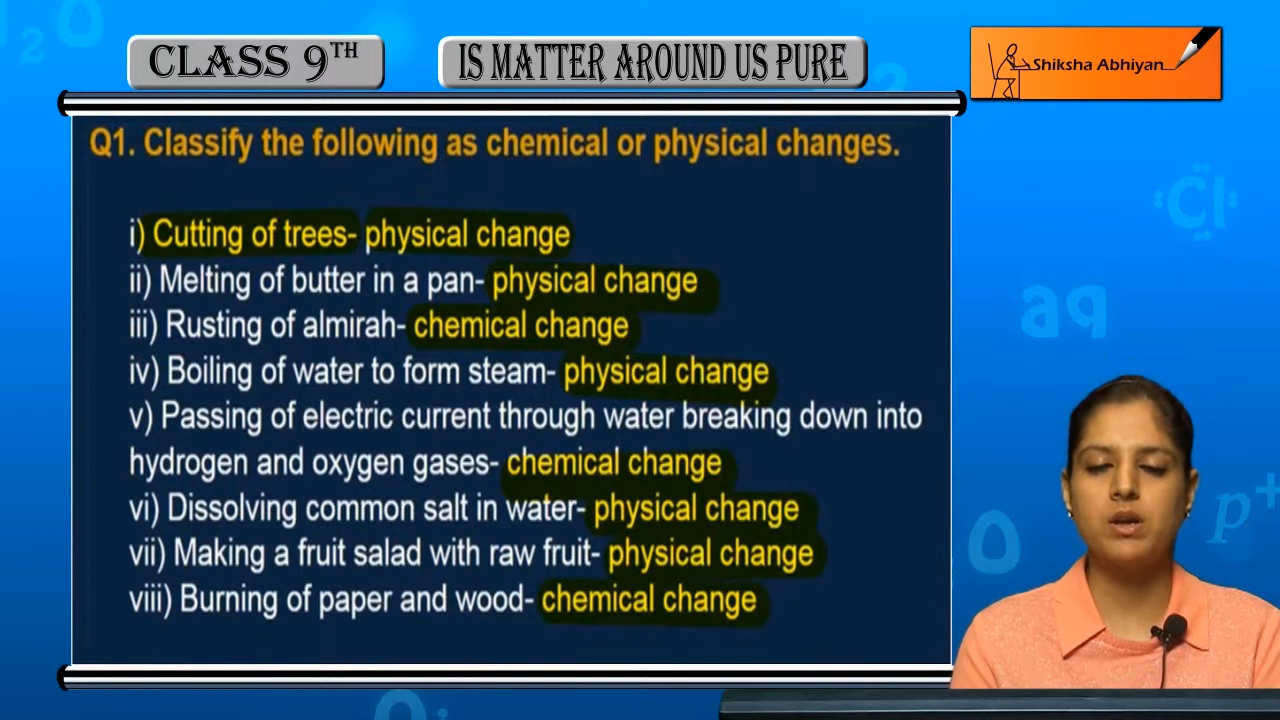 CLASS 9TH
IS MATTER AROUND US PURE
Shiksha Abhiyan
Q1. Classify the following as chemical or physical changes.
i) Cutting of trees- physical change
ii) Melting of butter in a pan- physical change
iii) Rusting of almirah- chemical change
iv) Boiling of water to form steam- physical change
v) Passing of electric current through water breaking down into
hydrogen and oxygen gases- chemical change
vi) Dissolving common salt in water- physical change
vii) Making a fruit salad with raw fruit- physical change
viii) Burning of paper and wood- chemical change
Cl
aq
p+